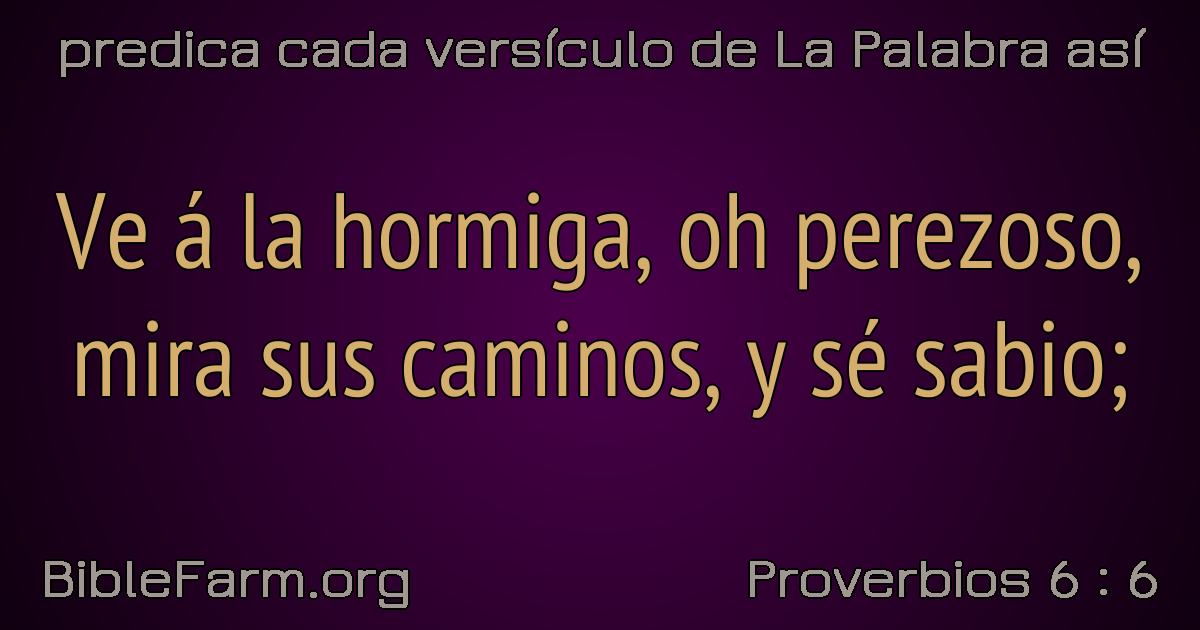 predica cada versículo de La Palabra así
Ve á la hormiga, oh perezoso,
mira sus caminos, y sé sabio;
BibleFarm.org
Proverbios 6 : 6